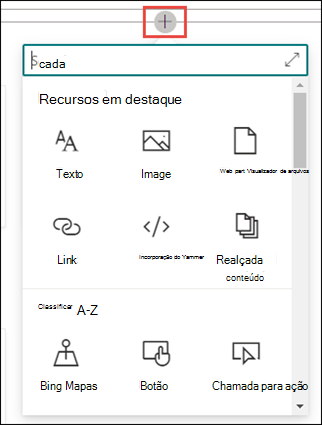 Scada
Recursos em destaque
Texto
Image
Web part Visualizador de arquivos
Link
Incorporação do Yammer
Realçada
conteúdo
Classificar A-Z
Bing Mapas
Botão
Chamada para ação